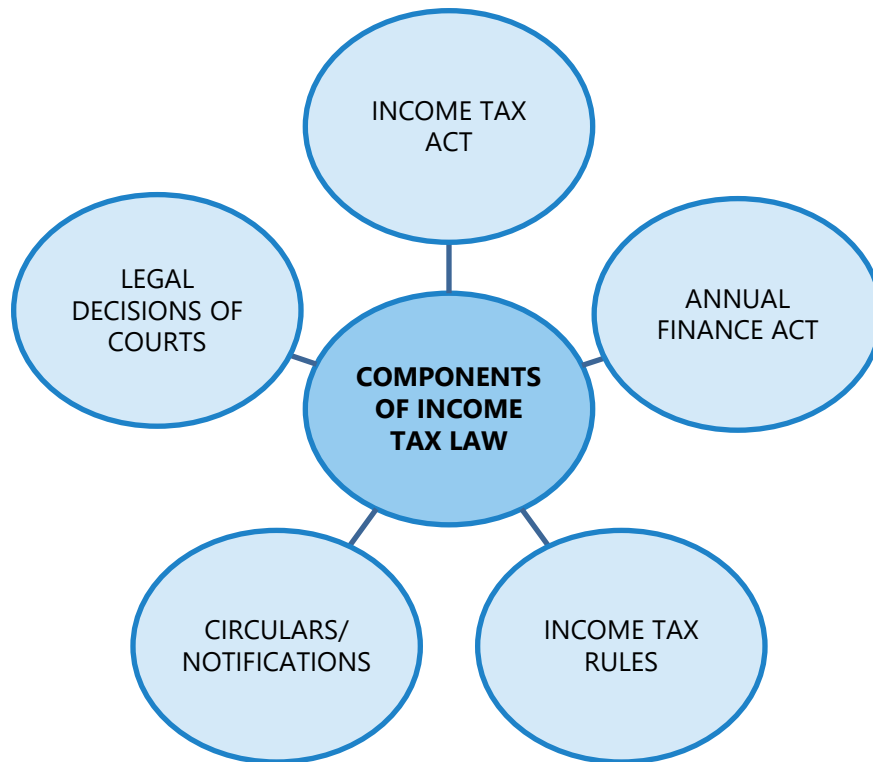 INCOME TAX
ACT
LEGAL
DECISIONS OF
COURTS
ANNUAL
FINANCE ACT
COMPONENTS
OF INCOME
TAX LAW
CIRCULARS/
NOTIFICATIONS
INCOME TAX
RULES